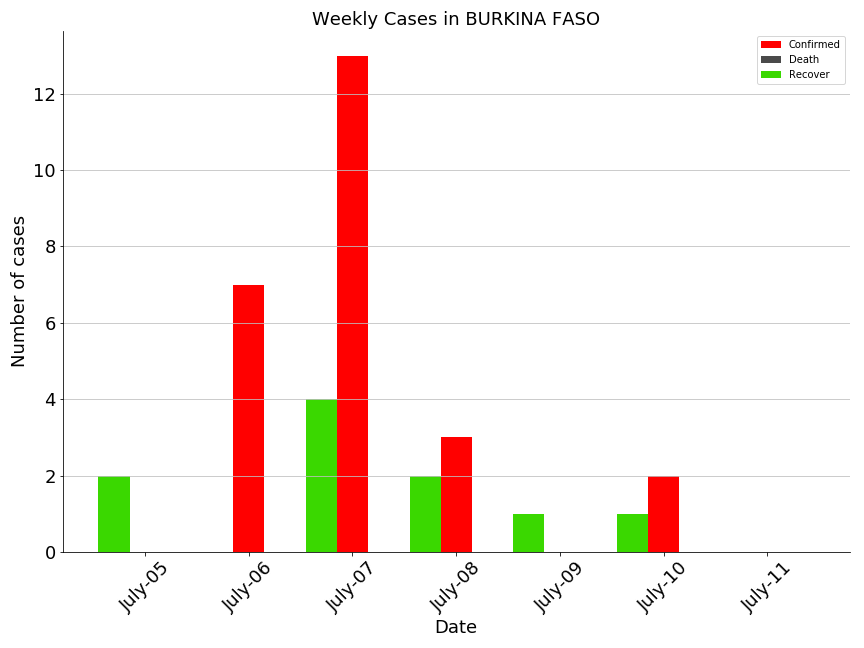 Weekly Cases in BURKINA FASO
Confirmed
Death
Recover
Number of cases
12
10
8
6
4
2
0
July-05
July-06
July-07
July-08
July-09
July-10
July-11
Date